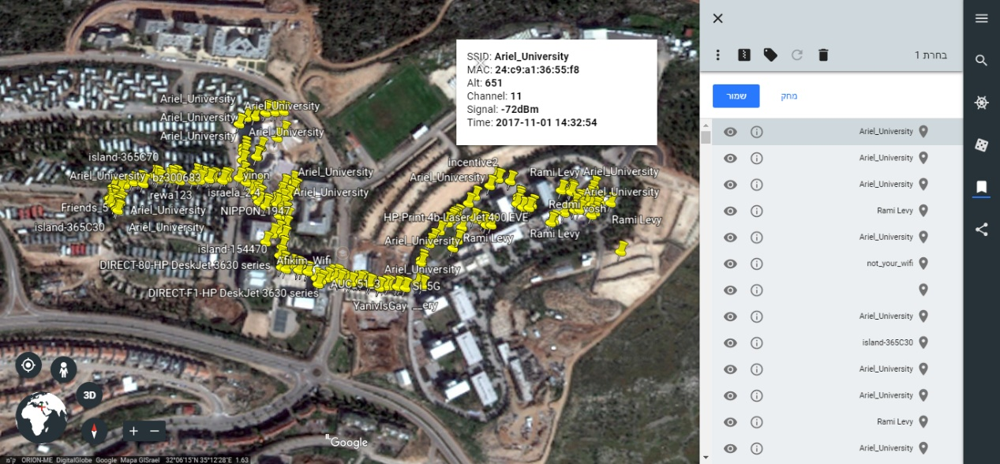 SSID: Ariel_University
MAC: 24:c9:a1:36:55:f8
Alt: 651
Channel: 11
Signal: -72dBm
Time: 2017-11-01 14:32:54
Ariel_University
Ariel_University
Ariel_University
Ariel_University
Ariel_University
island-365C70
Ariel_University
bz300683
yinon
Ariel_University
rewa123
israela_2.4
Ariel_University
Friends_5
Ariel_University
NIPPON_1947
island-365C30
Ariel_University
island-154470
DIRECT-80-HP DeskJet 3630 series
Afikim_Wifi
DIRECT-F1-HP DeskJet 3630 series
AUC_51_3
YanivIsGay
__ery
5G
Ariel_University
Ariel_University
HP-Print-4b-LaserJet 400
EVE
Rami Levy
Rami Levy
Ariel_University
incentive2
Rami Levy
Ariel_University
Ariel_University
Redmi
yosh
Rami Levy
3D
+ −
Google
ORION-ME DigitalGlobe Google Mapa GISrael 32°06'15"N 35°12'28"E 1.63 ק"מ
בחרת 1
שמור
מחק
Ariel_University
Ariel_University
Ariel_University
Rami Levy
Ariel_University
not_your_wifi
Ariel_University
island-365C30
Ariel_University
Ariel_University
Rami Levy
Ariel_University